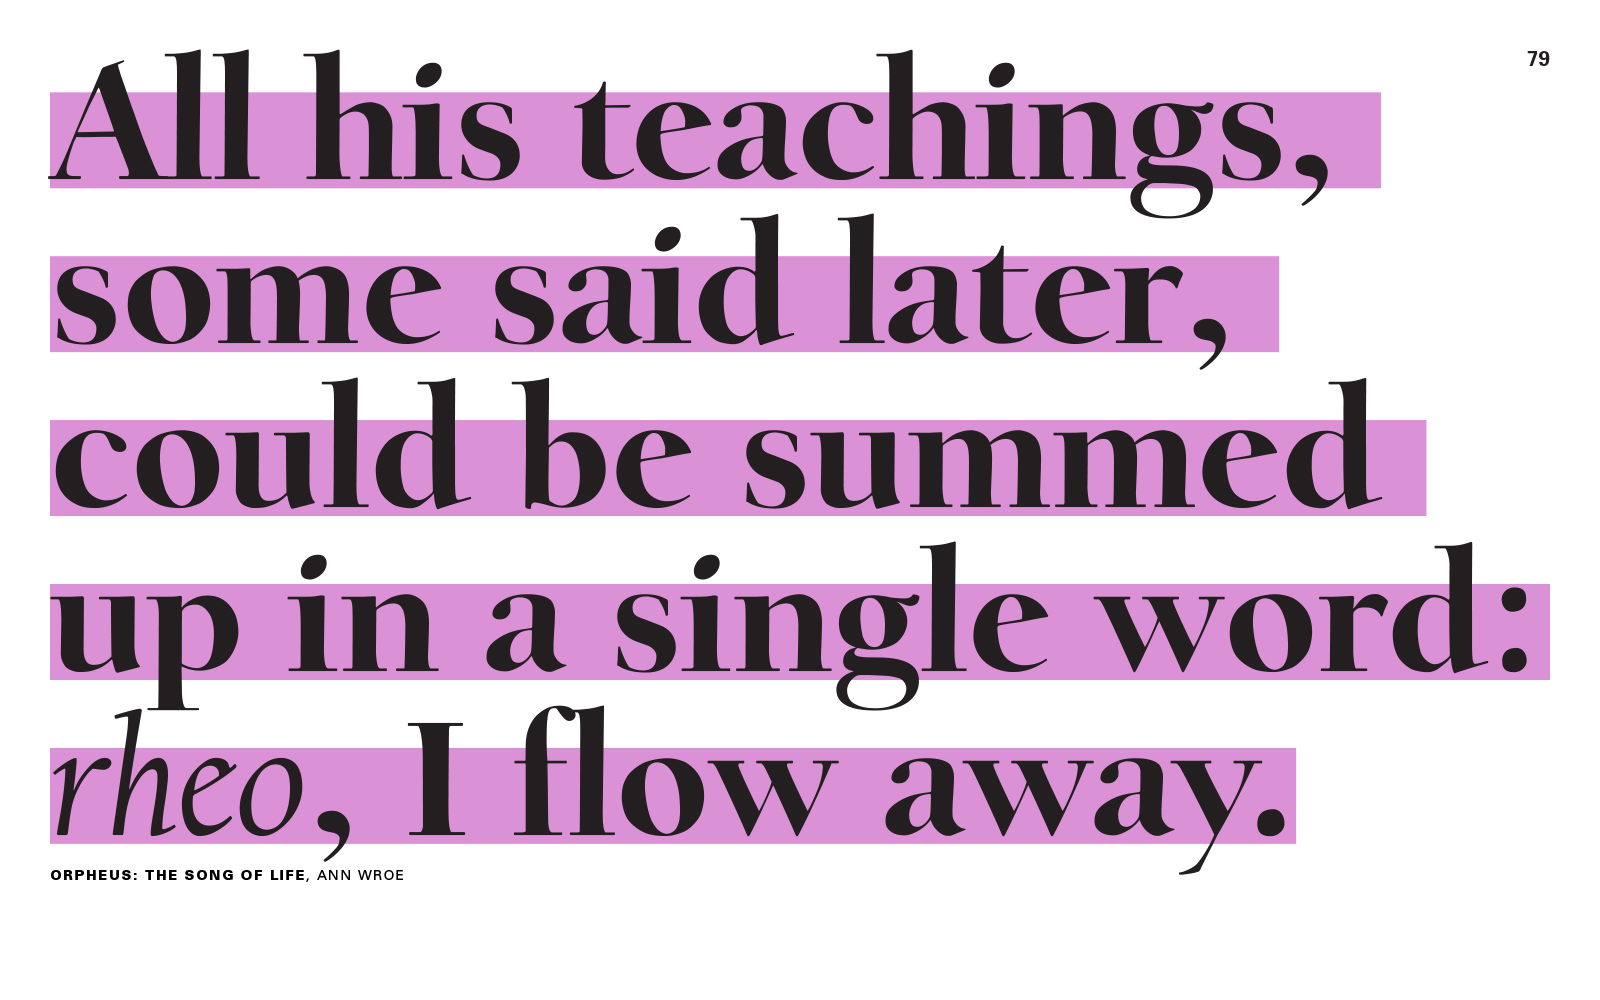 79
All his teachings,
some said later,
could be summed
up in a single word:
rheo, I flow away.
ORPHEUS: THE SONG OF LIFE, ANN WROE